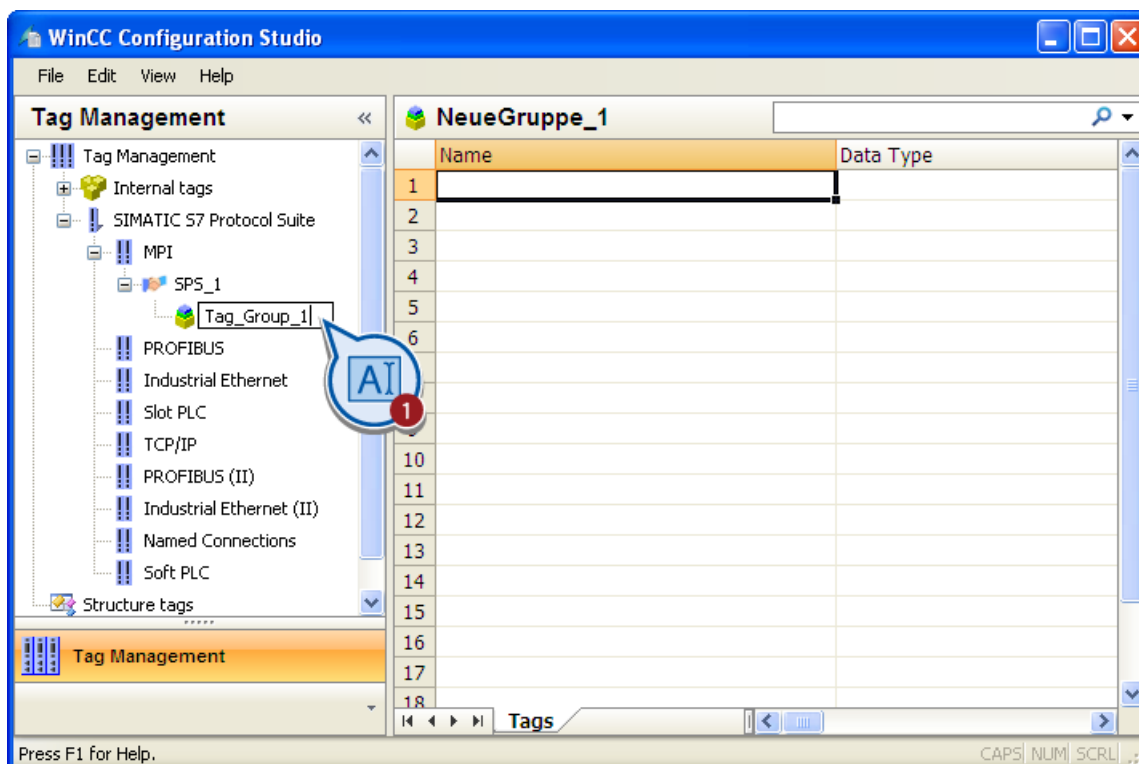 WinCC Configuration Studio
File Edit View Help
Tag Management «
Tag Management
Internal tags
SIMATIC S7 Protocol Suite
MPI
SPS_1
Tag_Group_1
PROFIBUS
Industrial Ethernet
Slot PLC
TCP/IP
PROFIBUS (II)
Industrial Ethernet (II)
Named Connections
Soft PLC
Structure tags
Tag Management
NeueGruppe_1
Name Data Type
1
2
3
4
5
6
10
11
12
13
14
15
16
17
18
AI
1
Tags
Press F1 for Help.
CAPS NUM SCRL